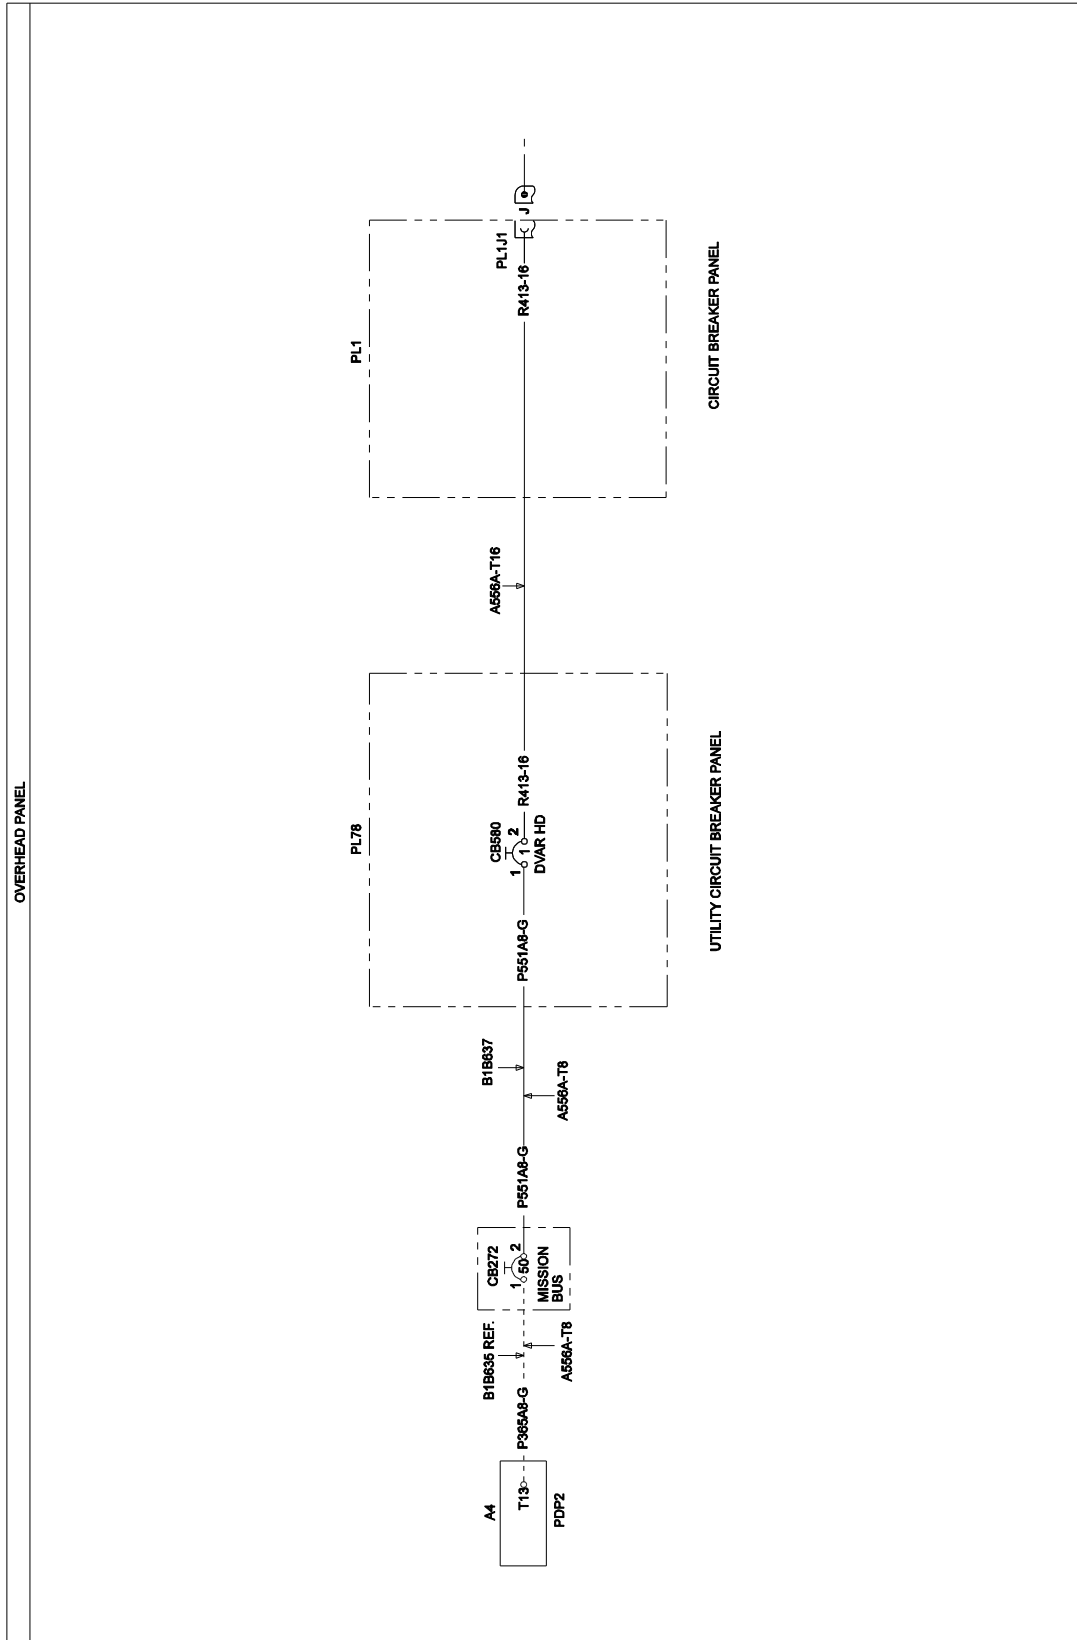 OVERHEAD PANEL
A4
T13
PDP2
P365A8-G
B1B635 REF.
A556A-T8
CB272
1
50
2
MISSION
BUS
P551A8-G
B1B637
A556A-T8
PL78
P551A8-G
CB580
1
1
2
DVAR HD
R413-16
UTILITY CIRCUIT BREAKER PANEL
A556A-T16
PL1
R413-16
PL1J1
J
CIRCUIT BREAKER PANEL